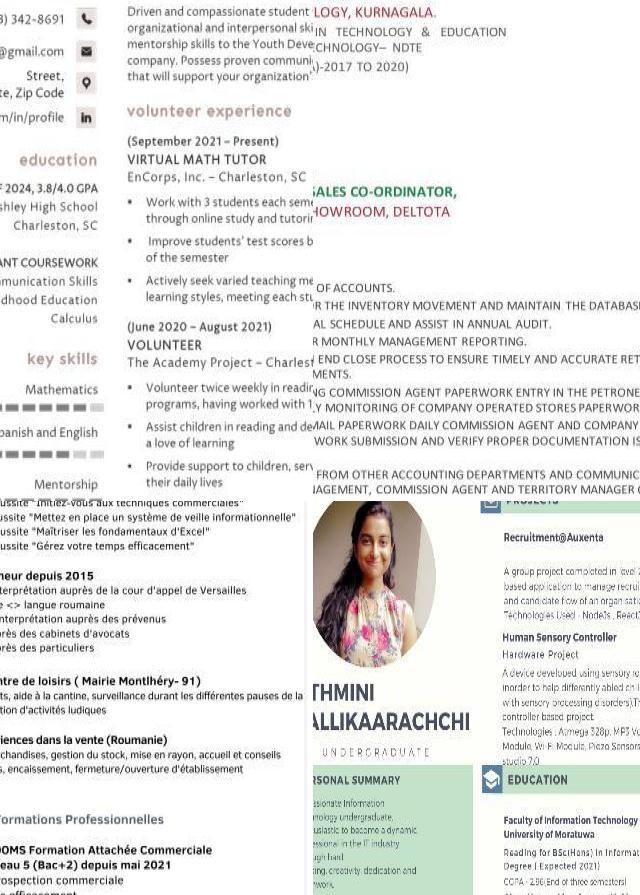 3) 342-8691
@gmail.com
Street,
te, Zip Code
m/in/profile
education
F 2024, 3.8/4.0 GPA
shley High School
Charleston, SC
ANT COURSEWORK
mmunication Skills
dhood Education
Calculus
key skills
Mathematics
panish and English
Mentorship
Driven and compassionate student
organizational and interpersonal ski
mentorship skills to the Youth Deve
company. Possess proven communi
that will support your organization'
volunteer experience
(September 2021 – Present)
VIRTUAL MATH TUTOR
EnCorps, Inc. – Charleston, SC
▪ Work with 3 students each sem
through online study and tutorin
▪ Improve students' test scores b
of the semester
▪ Actively seek varied teaching me
learning styles, meeting each stu
(June 2020 – August 2021)
VOLUNTEER
The Academy Project – Charlest
▪ Volunteer twice weekly in readin
programs, having worked with 1
▪ Assist children in reading and de
a love of learning
▪ Provide support to children, serv
their daily lives
LOGY, KURNAGALA.
IN TECHNOLOGY & EDUCATION
CHNOLOGY– NDTE
A)-2017 TO 2020)
SALES CO-ORDINATOR,
HOWROOM, DELTOTA
OF ACCOUNTS.
R THE INVENTORY MOVEMENT AND MAINTAIN THE DATABAS
AL SCHEDULE AND ASSIST IN ANNUAL AUDIT.
R MONTHLY MANAGEMENT REPORTING.
END CLOSE PROCESS TO ENSURE TIMELY AND ACCURATE RET
MENTS.
NG COMMISSION AGENT PAPERWORK ENTRY IN THE PETRONE
LY MONITORING OF COMPANY OPERATED STORES PAPERWOR
MAIL PAPERWORK DAILY COMMISSION AGENT AND COMPANY
WORK SUBMISSION AND VERIFY PROPER DOCUMENTATION IS
FROM OTHER ACCOUNTING DEPARTMENTS AND COMMUNIC
AGEMENT, COMMISSION AGENT AND TERRITORY MANAGER
ussite "Initiez-vous aux techniques commerciales"
ussite "Mettez en place un système de veille informationnelle"
ussite "Maîtriser les fondamentaux d'Excel"
ussite "Gérez votre temps efficacement"
neur depuis 2015
terprétation auprès de la cour d'appel de Versailles
e <> langue roumaine
interprétation auprès des prévenus
près des cabinets d'avocats
près des particuliers
ntre de loisirs ( Mairie Montlhéry- 91)
ts, aide à la cantine, surveillance durant les différentes pauses de la
tion d'activités ludiques
iences dans la vente (Roumanie)
chandises, gestion du stock, mise en rayon, accueil et conseils
s, encaissement, fermeture/ouverture d'établissement
ormations Professionnelles
OOMS Formation Attachée Commerciale
eau 5 (Bac+2) depuis mai 2021
rospection commerciale
THMINI
ALLIKAARACHCHI
UNDERGRADUATE
RSONAL SUMMARY
ssionate Information
nology undergraduate,
usiastic to become a dynamic
essional in the IT industry
ugh hard
ing, creativity, dedication and
work.
PROJECTS
Recruitment@Auxenta
A group project completed in level 2
based application to manage recrui
and candidate flow of an organisati
Technologies Used - NodeJs , React
Human Sensory Controller
Hardware Project
A device developed using sensory ro
inorder to help differently abled chil
with sensory processing disorders).Th
controller based project.
Technologies : Atmega 328p, MP3 Vo
Module, Wi-Fi Module, Piezo Sensors
studio 7.0
EDUCATION
Faculty of Information Technology
University of Moratuwa
Reading for BSc(Hons) in Informat
Degree ( Expected 2021)
CGPA - 2.96(End of three semesters)